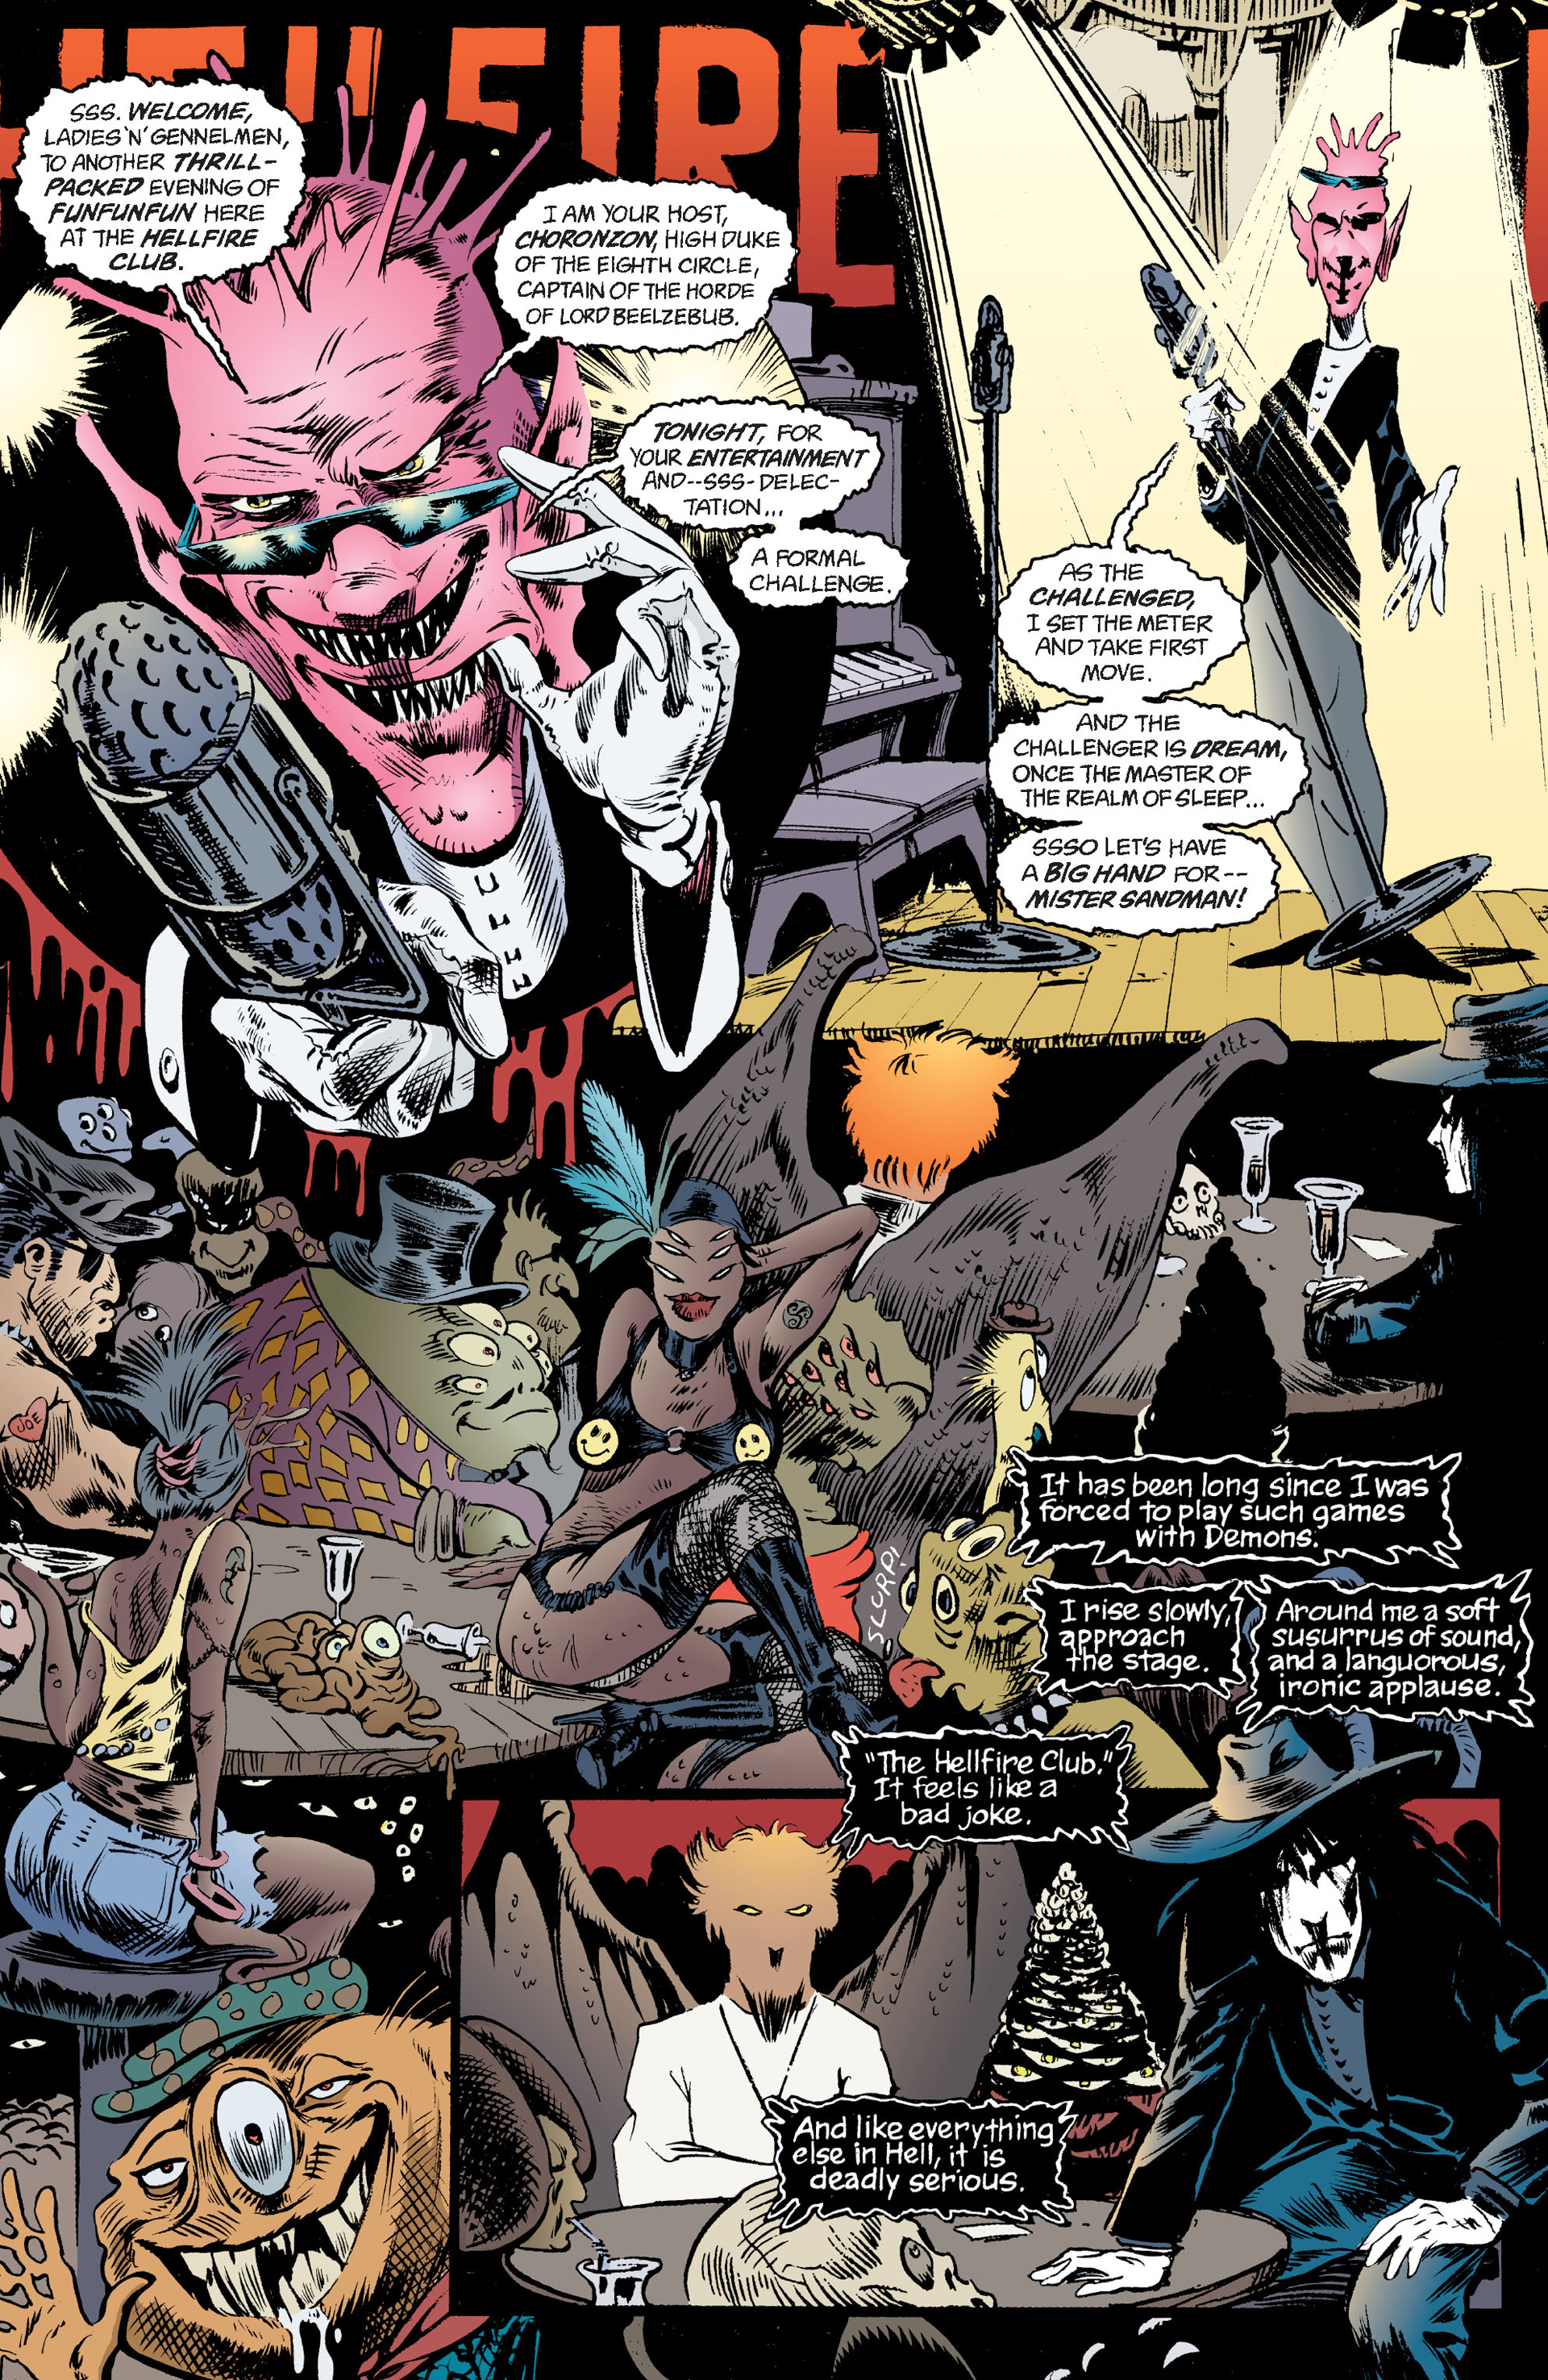 HELLFIRE
SSS. WELCOME,
LADIES 'N' GENNELMEN,
TO ANOTHER THRILL-
PACKED EVENING OF
FUNFUNFUN HERE
AT THE HELLFIRE
CLUB.
I AM YOUR HOST,
CHORONZON, HIGH DUKE
OF THE EIGHTH CIRCLE,
CAPTAIN OF THE HORDE
OF LORD BEELZEBUB.
TONIGHT, FOR
YOUR ENTERTAINMENT
AND--SSS-DELEC-
TATION...
A FORMAL
CHALLENGE.
AS THE
CHALLENGED,
I SET THE METER
AND TAKE FIRST
MOVE.
AND THE
CHALLENGER IS DREAM,
ONCE THE MASTER OF
THE REALM OF SLEEP...
SSSO LET'S HAVE
A BIG HAND FOR--
MISTER SANDMAN!
JOE
It has been long since I was
forced to play such games
with Demons.
SLURP!
I rise slowly,
approach
the stage.
Around me a soft
susurrus of sound,
and a languorous,
ironic applause.
"The Hellfire Club."
It feels like a
bad joke.
And like everything
else in Hell, it is
deadly serious.